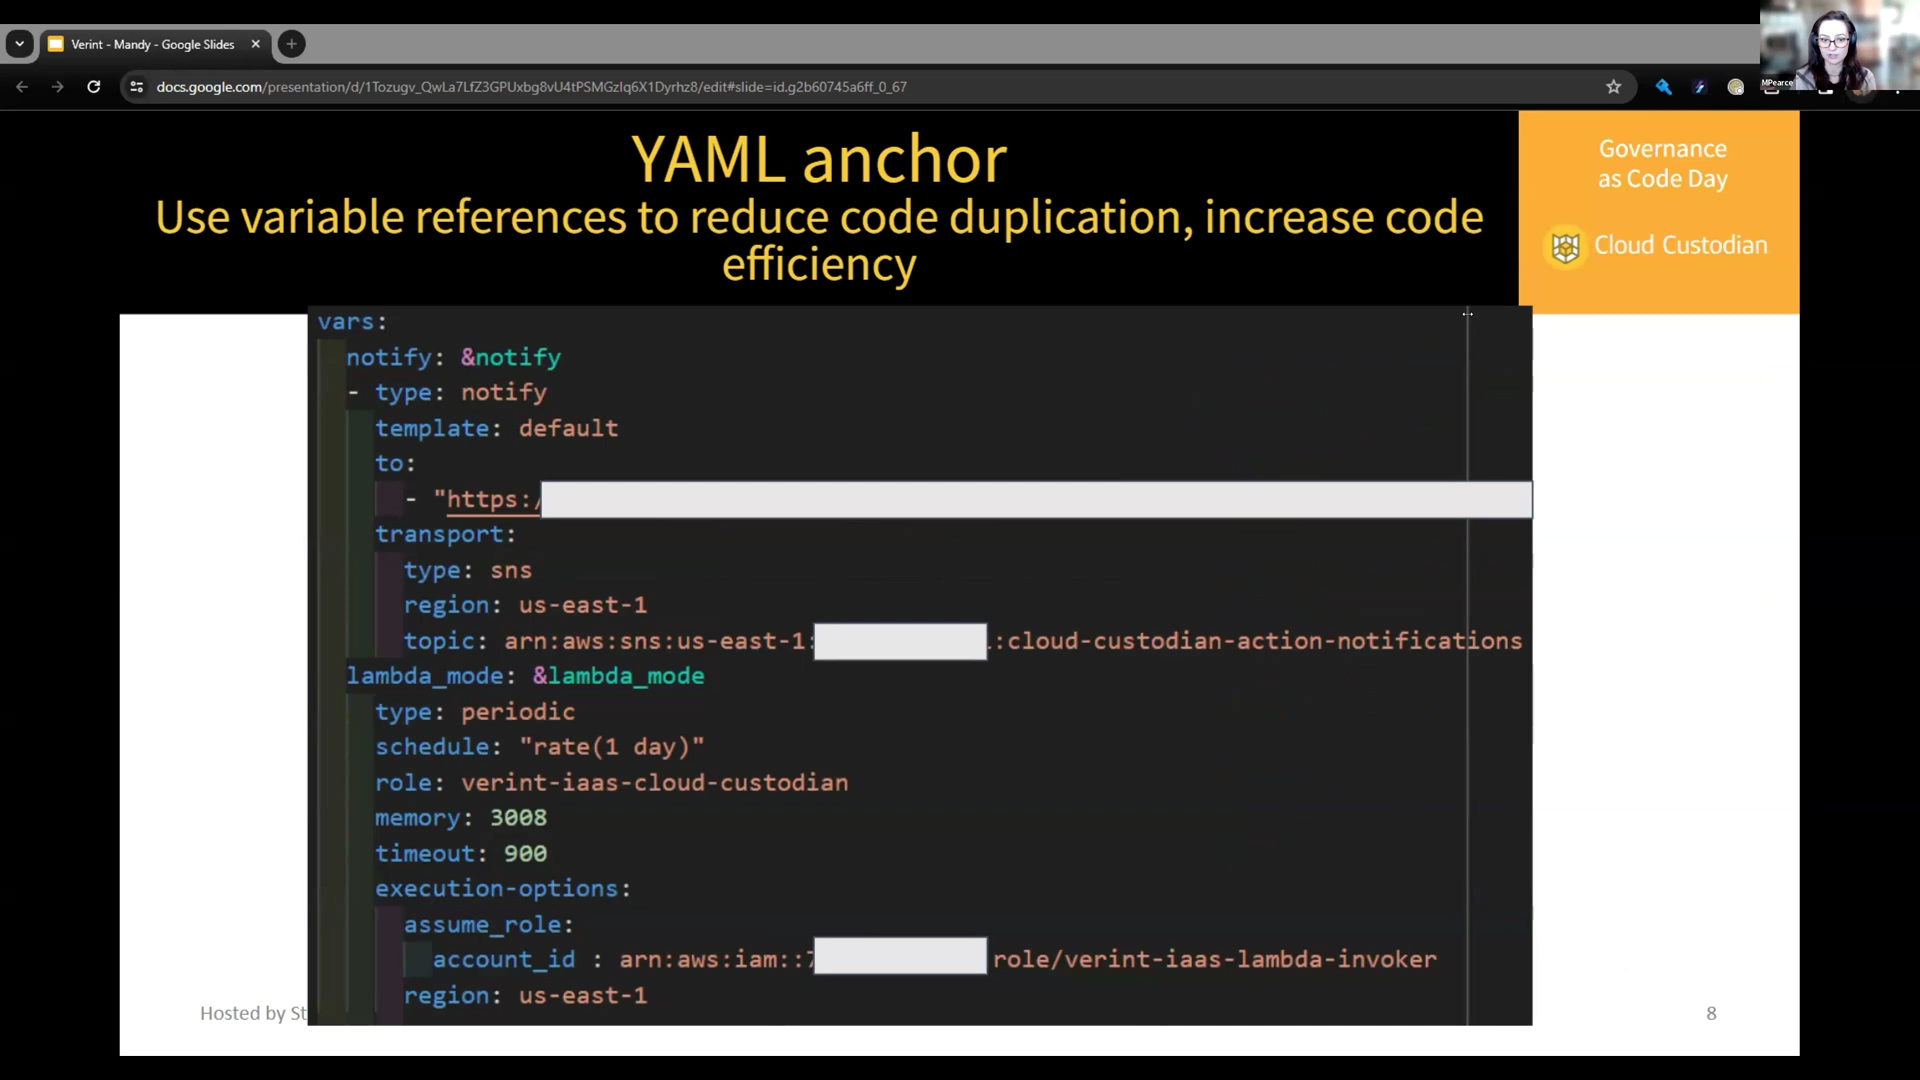 Verint - Mandy - Google Slides
docs.google.com/presentation/d/1Tozugv_QwLa7LfZ3GPUxbg8vU4tPSMGzIq6X1Dyrhz8/edit#slide=id.g2b60745a6ff_0_67
MPearce
YAML anchor
Use variable references to reduce code duplication, increase code
efficiency
Governance
as Code Day
Cloud Custodian
vars:
notify: &notify
- type: notify
template: default
to:
- "https:/
transport:
type: sns
region: us-east-1
topic: arn:aws:sns:us-east-1: :cloud-custodian-action-notifications
lambda_mode: &lambda_mode
type: periodic
schedule: "rate(1 day)"
role: verint-iaas-cloud-custodian
memory: 3008
timeout: 900
execution-options:
assume_role:
account_id : arn:aws:iam::7 role/verint-iaas-lambda-invoker
region: us-east-1
Hosted by St
8